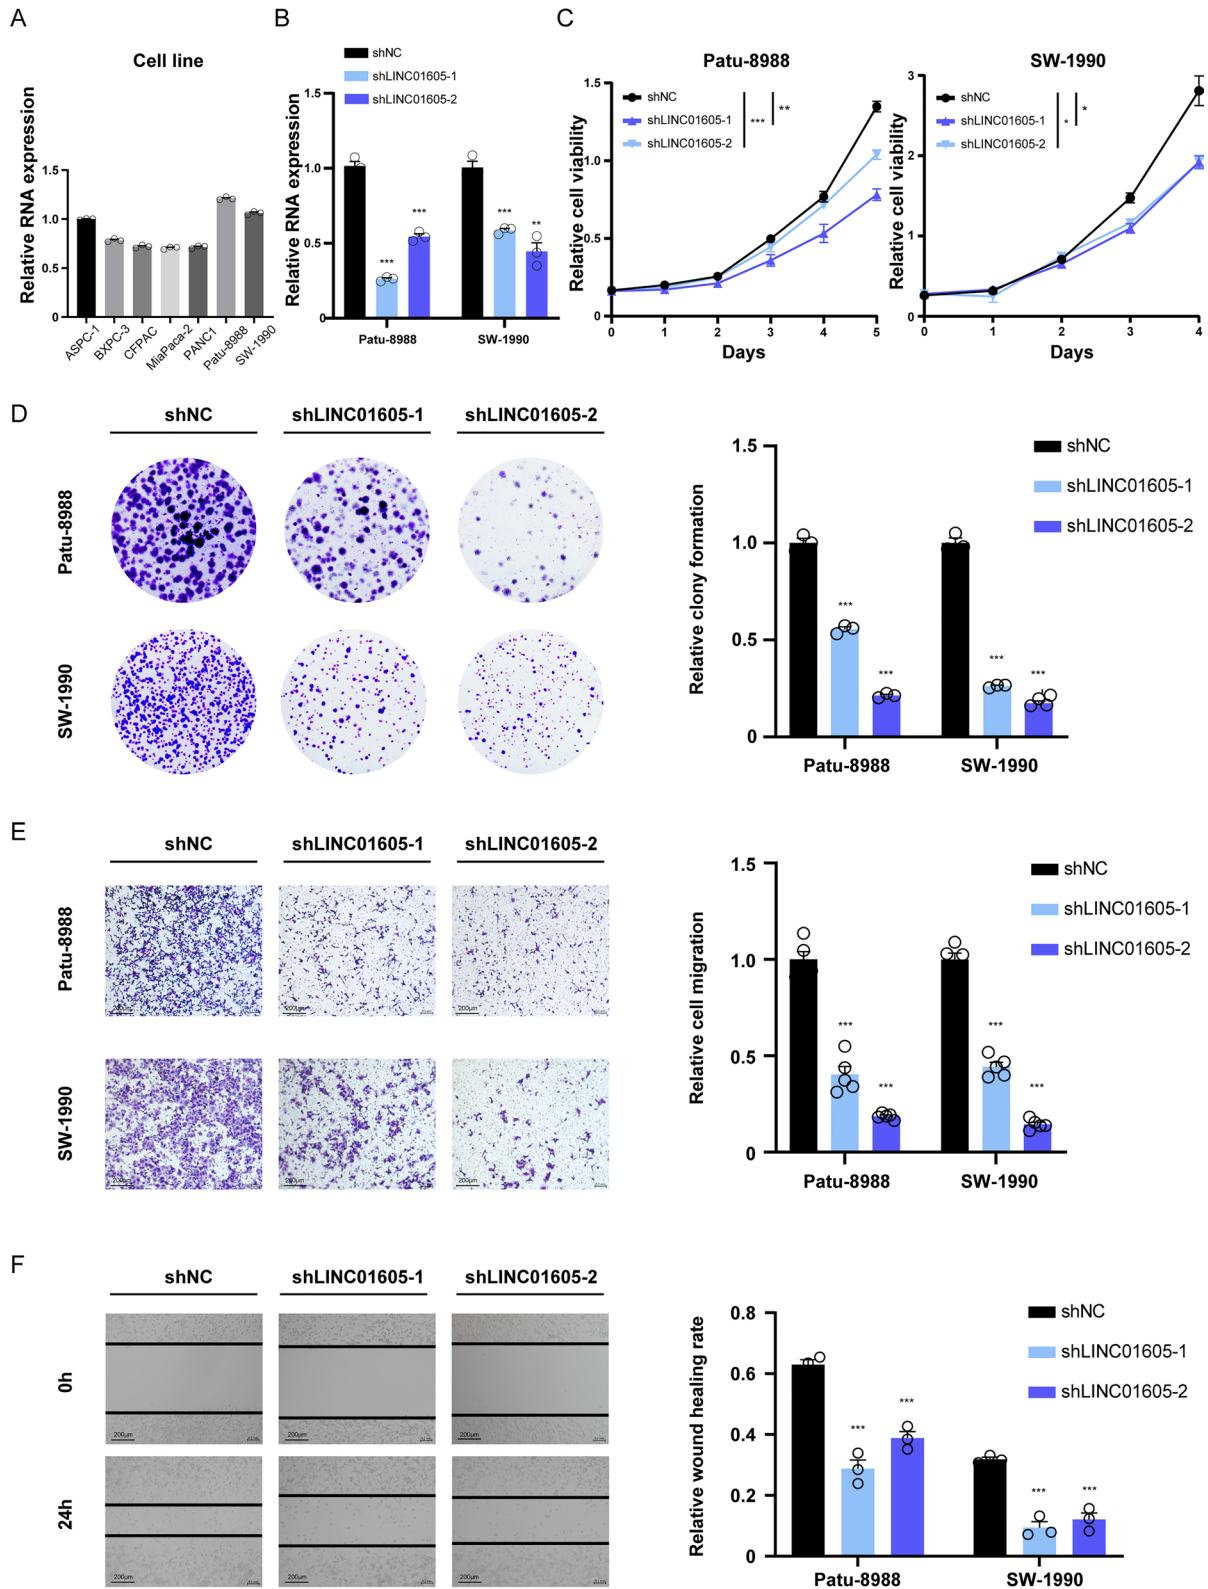 A
Cell line
Relative RNA expression
1.5
1.0
0.5
0.0
ASPC-1
BXPC-3
CFPAC
MiaPaca-2
PANC1
Patu-8988
SW-1990
B
shNC
shLINC01605-1
shLINC01605-2
Relative RNA expression
1.5
1.0
0.5
0
***
***
***
**
Patu-8988
SW-1990
C
Patu-8988
Relative cell viability
1.5
1.0
0.5
0
shNC
shLINC01605-1
shLINC01605-2
***
**
0 1 2 3 4 5
Days
SW-1990
Relative cell viability
3
2
1
0
shNC
shLINC01605-1
shLINC01605-2
*
*
0 1 2 3 4
Days
D
shNC shLINC01605-1 shLINC01605-2
Patu-8988
SW-1990
Relative clony formation
1.5
1.0
0.5
0
shNC
shLINC01605-1
shLINC01605-2
***
***
***
***
Patu-8988
SW-1990
E
shNC shLINC01605-1 shLINC01605-2
Patu-8988
200μm 200μm 200μm
SW-1990
200μm 200μm 200μm
Relative cell migration
1.5
1.0
0.5
0
shNC
shLINC01605-1
shLINC01605-2
***
***
***
***
Patu-8988
SW-1990
F
shNC shLINC01605-1 shLINC01605-2
0h
200μm 200μm 200μm
24h
200μm 200μm 200μm
Relative wound healing rate
0.8
0.6
0.4
0.2
0
shNC
shLINC01605-1
shLINC01605-2
***
***
***
***
Patu-8988
SW-1990